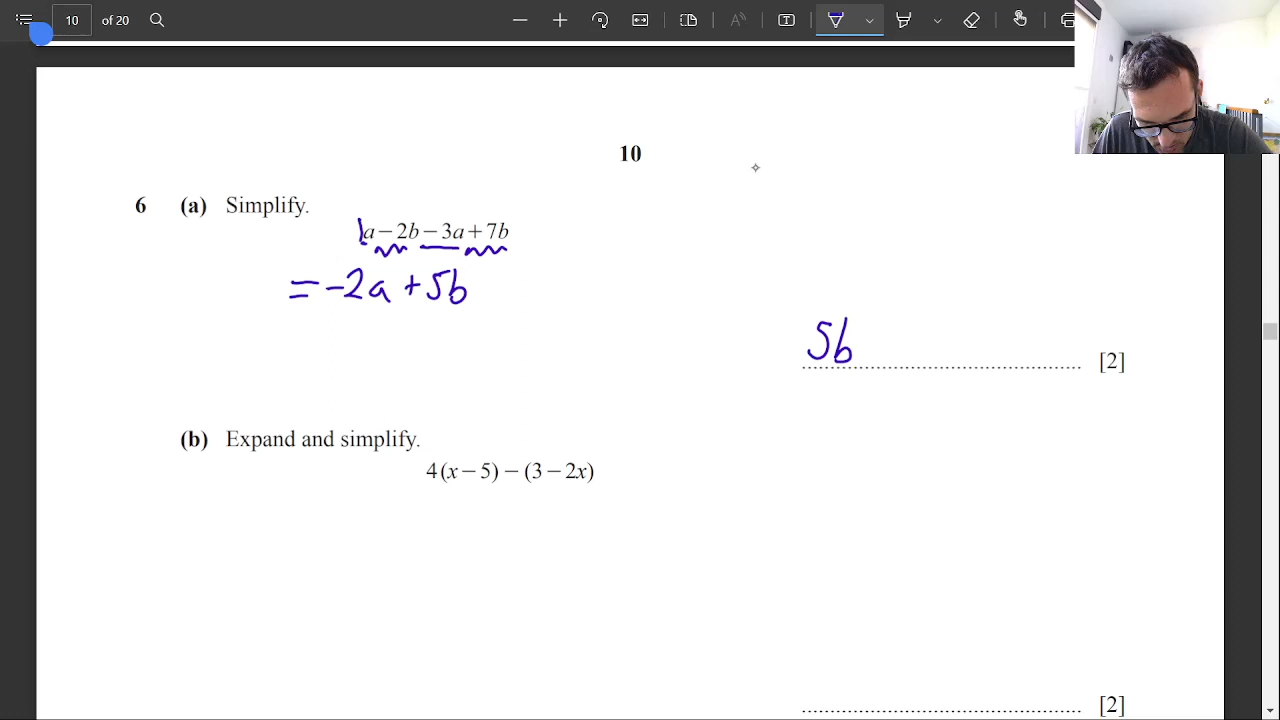 10 of 20
10
6 (a) Simplify.
1a − 2b − 3a + 7b
= -2a + 5b
5b
[2]
(b) Expand and simplify.
4(x − 5) − (3 − 2x)
[2]